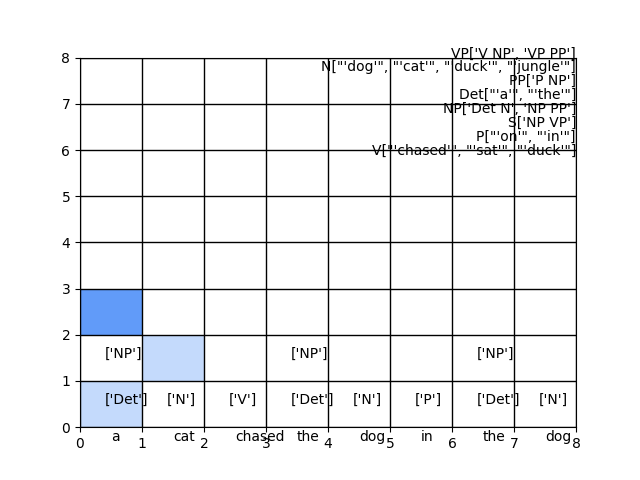 VP['V NP', 'VP PP']
N["'dog'", "'cat'", "'duck'", "'jungle'"]
PP['P NP']
Det["'a'", "'the'"]
NP['Det N', 'NP PP']
S['NP VP']
P["'on'", "'in'"]
V["'chased'", "'sat'", "'duck'"]
8
7
6
5
4
3
2
['NP'] ['NP'] ['NP']
1
['Det'] ['N'] ['V'] ['Det'] ['N'] ['P'] ['Det'] ['N']
0
a cat chased the dog in the dog
0 1 2 3 4 5 6 7 8